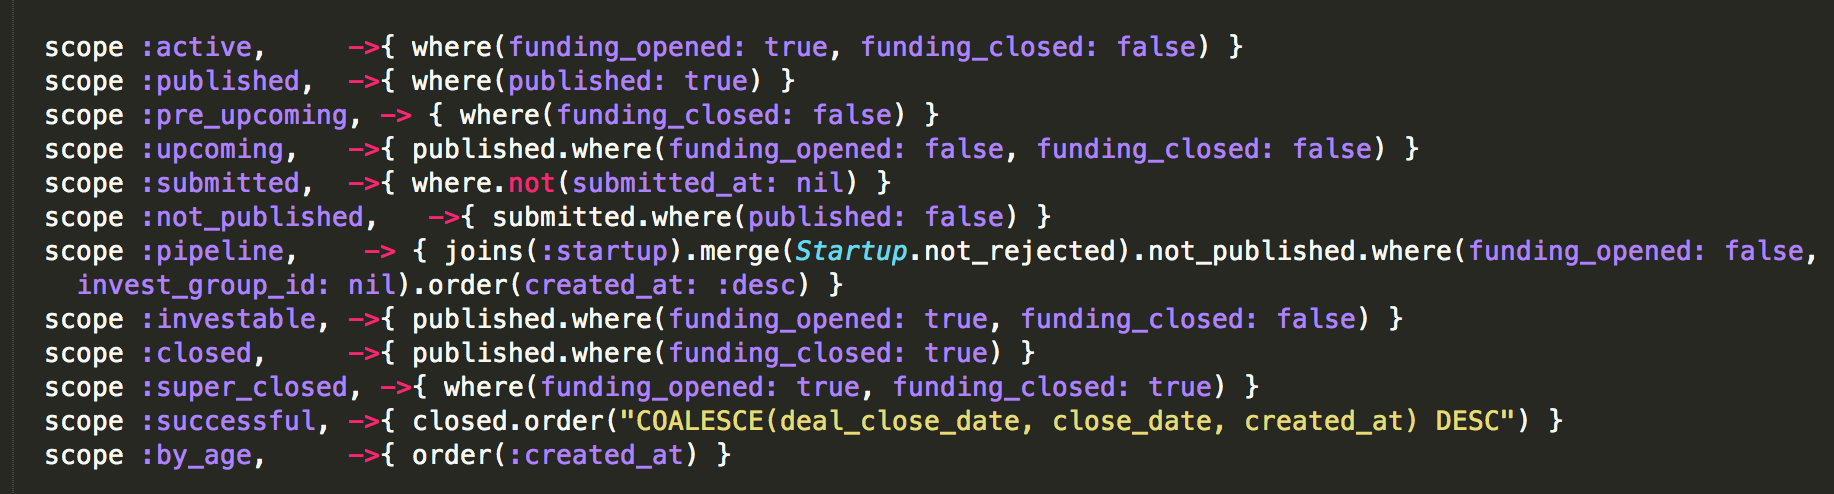 scope :active,     ->{ where(funding_opened: true, funding_closed: false) }
scope :published,  ->{ where(published: true) }
scope :pre_upcoming, -> { where(funding_closed: false) }
scope :upcoming,   ->{ published.where(funding_opened: false, funding_closed: false) }
scope :submitted,  ->{ where.not(submitted_at: nil) }
scope :not_published,   ->{ submitted.where(published: false) }
scope :pipeline,    -> { joins(:startup).merge(Startup.not_rejected).not_published.where(funding_opened: false,
  invest_group_id: nil).order(created_at: :desc) }
scope :investable, ->{ published.where(funding_opened: true, funding_closed: false) }
scope :closed,     ->{ published.where(funding_closed: true) }
scope :super_closed, ->{ where(funding_opened: true, funding_closed: true) }
scope :successful, ->{ closed.order("COALESCE(deal_close_date, close_date, created_at) DESC") }
scope :by_age,     ->{ order(:created_at) }